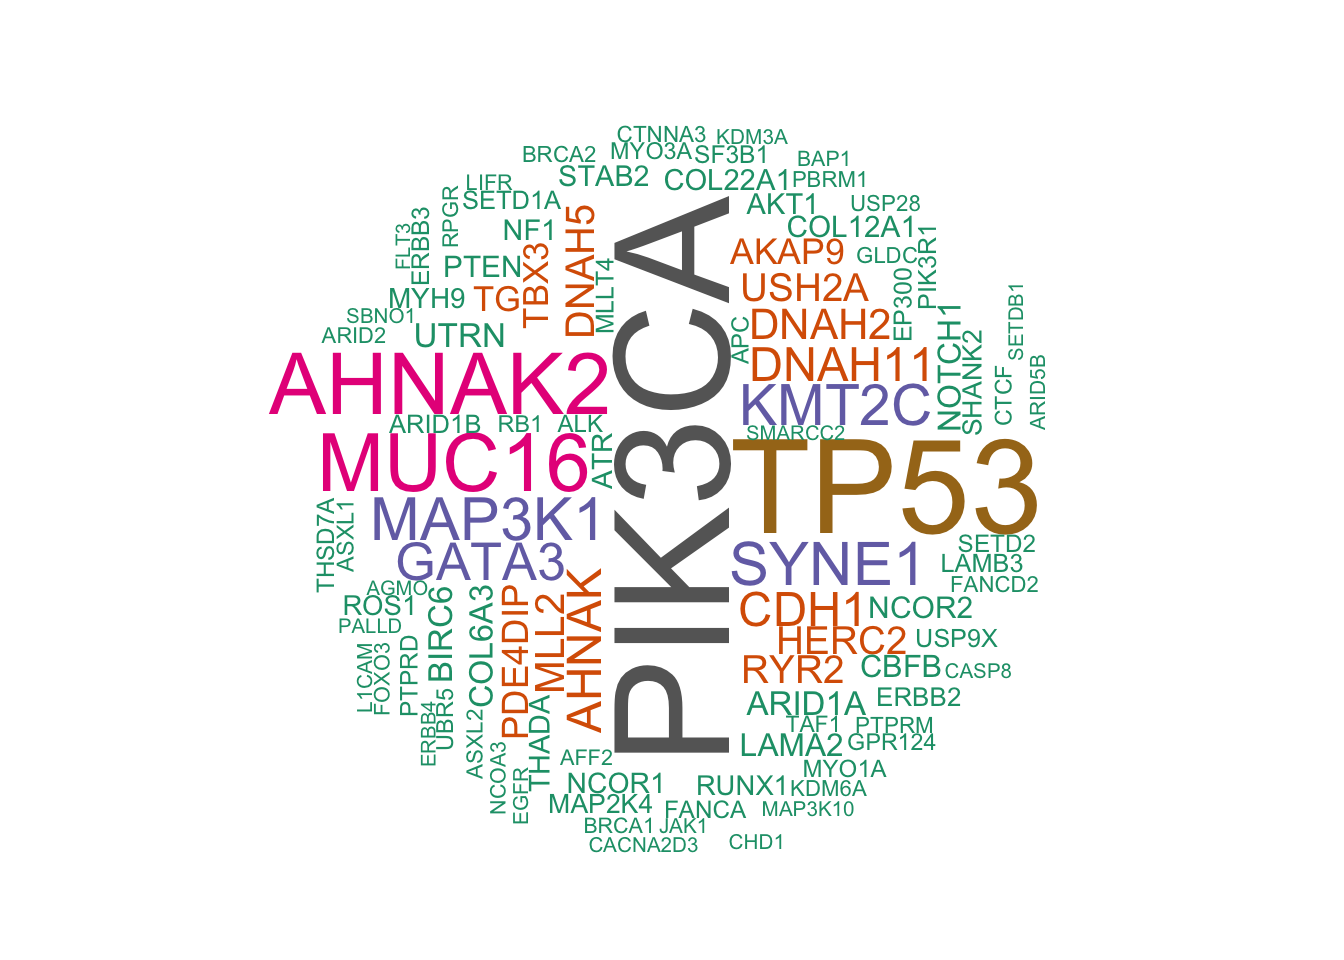 CTNNA3
KDM3A
BRCA2
MYO3A
SF3B1
BAP1
STAB2
COL22A1
PBRM1
LIFR
SETD1A
AKT1
USP28
RPGR
NF1
DNAH5
COL12A1
FLT3
ERBB3
PTEN
TBX3
MLLT4
AKAP9
GLDC
PIK3R1
MYH9
TG
USH2A
EP300
SBNO1
ARID2
UTRN
DNAH2
APC
NOTCH1
SHANK2
SETDB1
AHNAK2
PIK3CA
DNAH11
KMT2C
CTCF
ARID5B
ARID1B
RB1
ALK
SMARCC2
MUC16
ATR
TP53
THSD7A
ASXL1
MAP3K1
GATA3
SYNE1
SETD2
LAMB3
FANCD2
AGMO
ROS1
PALLD
BIRC6
COL6A3
PDE4DIP
MLL2
AHNAK
CDH1
NCOR2
HERC2
USP9X
L1CAM
FOXO3
PTPRD
RYR2
CBFB
CASP8
ERBB4
UBR5
ASXL2
THADA
ARID1A
ERBB2
TAF1
PTPRM
LAMA2
GPR124
NCOA3
EGFR
AFF2
MYO1A
NCOR1
RUNX1
KDM6A
MAP2K4
FANCA
MAP3K10
BRCA1
JAK1
CACNA2D3
CHD1